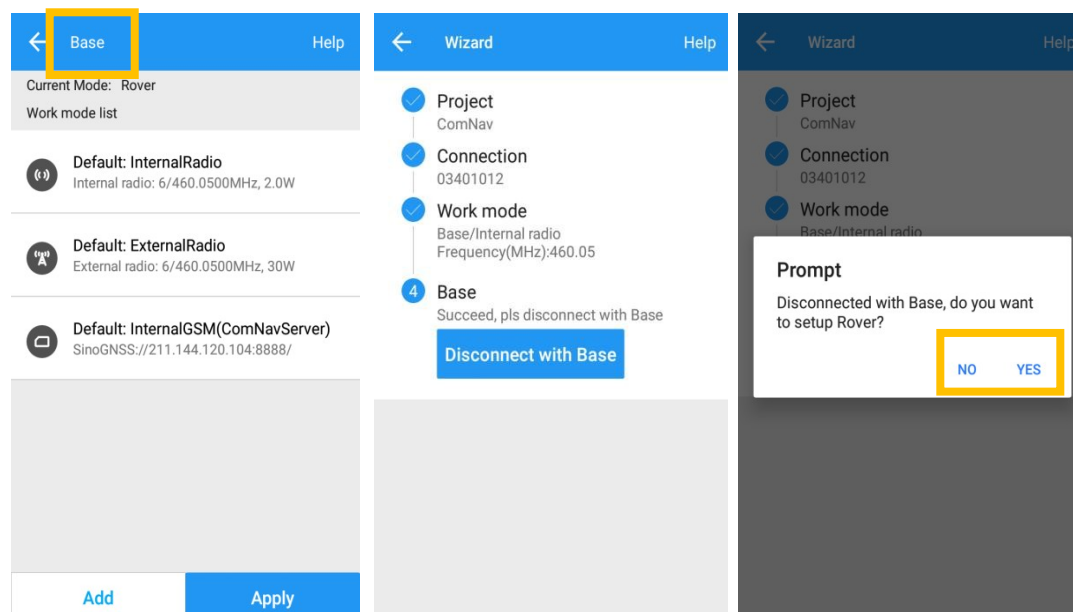 Base
Help
Current Mode: Rover
Work mode list
Default: InternalRadio
Internal radio: 6/460.0500MHz, 2.0W
Default: ExternalRadio
External radio: 6/460.0500MHz, 30W
Default: InternalGSM(ComNavServer)
SinoGNSS://211.144.120.104:8888/
Add
Apply
Wizard
Help
Project
ComNav
Connection
03401012
Work mode
Base/Internal radio
Frequency(MHz):460.05
4
Base
Succeed, pls disconnect with Base
Disconnect with Base
Wizard
Help
Project
ComNav
Connection
03401012
Work mode
Base/Internal radio
Prompt
Disconnected with Base, do you want
to setup Rover?
NO
YES